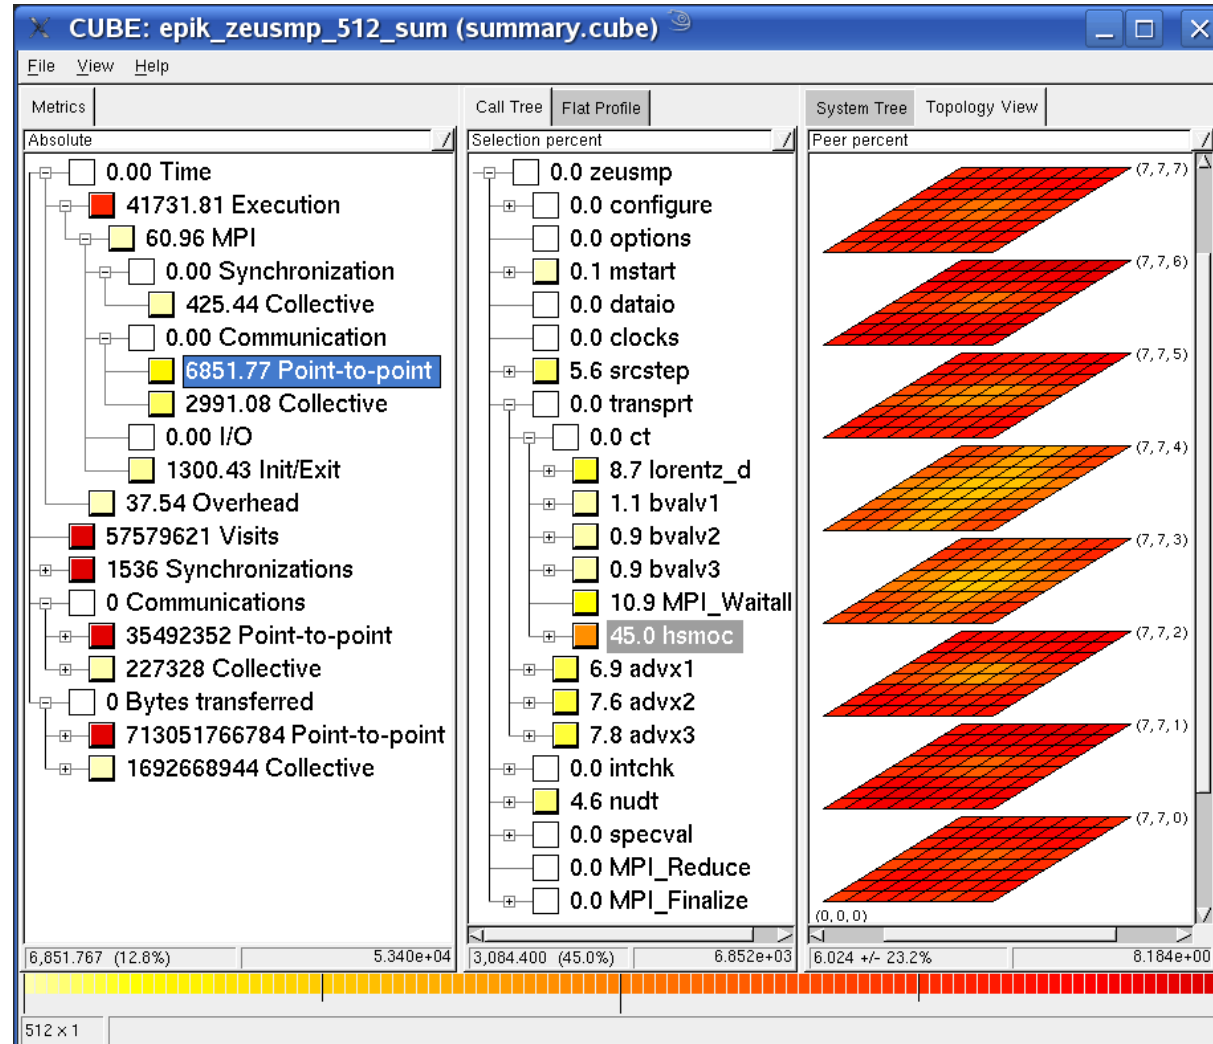 CUBE: epik_zeusmp_512_sum (summary.cube)
File View Help
Metrics
Absolute
0.00 Time
41731.81 Execution
60.96 MPI
0.00 Synchronization
425.44 Collective
0.00 Communication
6851.77 Point-to-point
2991.08 Collective
0.00 I/O
1300.43 Init/Exit
37.54 Overhead
57579621 Visits
1536 Synchronizations
0 Communications
35492352 Point-to-point
227328 Collective
0 Bytes transferred
713051766784 Point-to-point
1692668944 Collective
6,851.767 (12.8%) 5.340e+04
Call Tree Flat Profile
Selection percent
0.0 zeusmp
0.0 configure
0.0 options
0.1 mstart
0.0 dataio
0.0 clocks
5.6 srcstep
0.0 transprt
0.0 ct
8.7 lorentz_d
1.1 bvalv1
0.9 bvalv2
0.9 bvalv3
10.9 MPI_Waitall
45.0 hsmoc
6.9 advx1
7.6 advx2
7.8 advx3
0.0 intchk
4.6 nudt
0.0 specval
0.0 MPI_Reduce
0.0 MPI_Finalize
3,084.400 (45.0%) 6.852e+03
System Tree Topology View
Peer percent
(7, 7, 7)
(7, 7, 6)
(7, 7, 5)
(7, 7, 4)
(7, 7, 3)
(7, 7, 2)
(7, 7, 1)
(7, 7, 0)
(0, 0, 0)
6.024 +/- 23.2% 8.184e+00
512 x 1